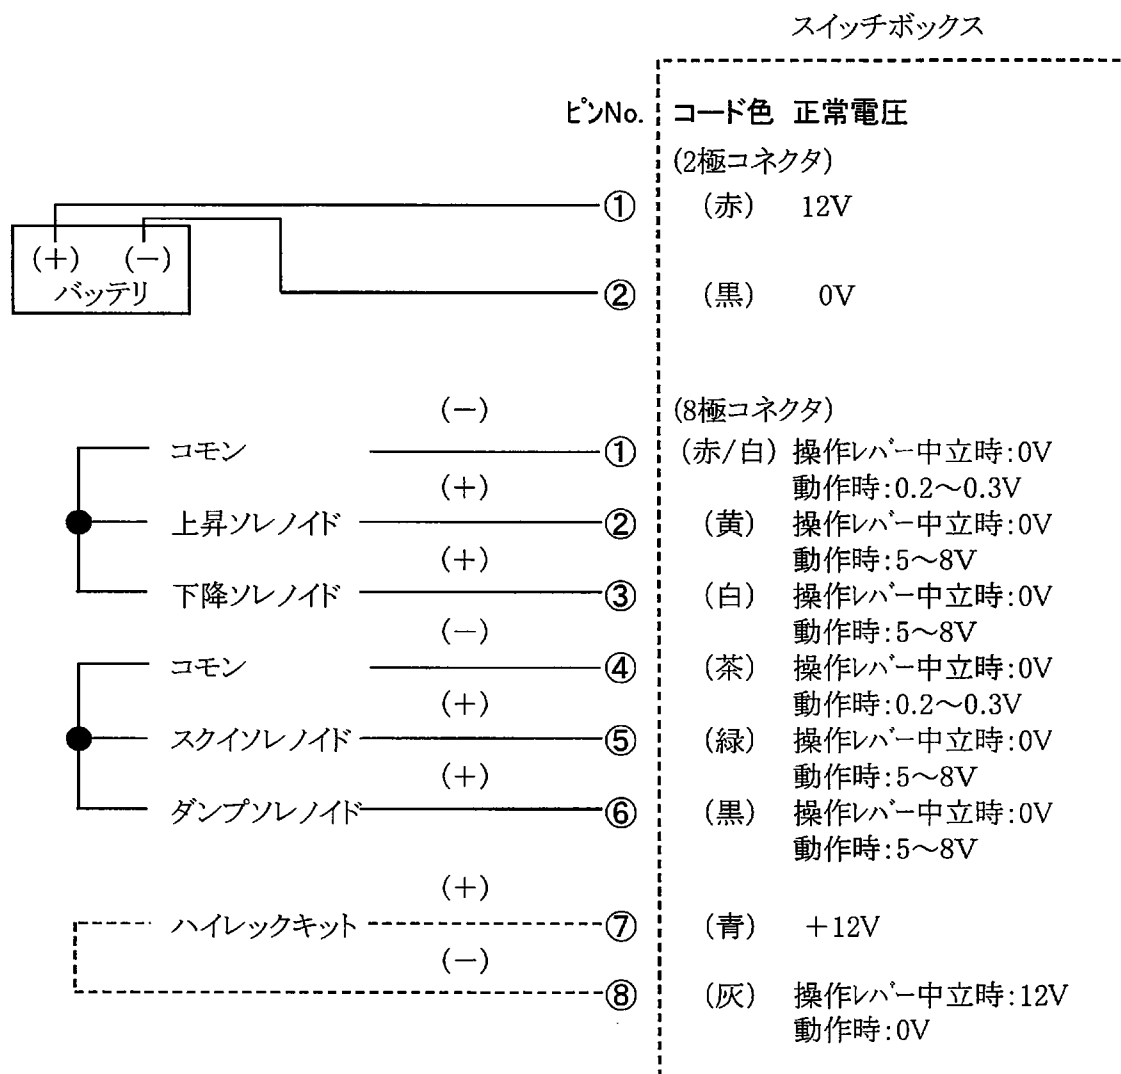 スイッチボックス
ピンNo. コード色 正常電圧
(2極コネクタ)
① (赤) 12V
(+) (−)
バッテリ
② (黒) 0V
(−) (8極コネクタ)
コモン ① (赤/白) 操作レバー中立時:0V
(+) 動作時:0.2～0.3V
上昇ソレノイド ② (黄) 操作レバー中立時:0V
(+) 動作時:5～8V
下降ソレノイド ③ (白) 操作レバー中立時:0V
(−) 動作時:5～8V
コモン ④ (茶) 操作レバー中立時:0V
(+) 動作時:0.2～0.3V
スクイソレノイド ⑤ (緑) 操作レバー中立時:0V
(+) 動作時:5～8V
ダンプソレノイド ⑥ (黒) 操作レバー中立時:0V
動作時:5～8V
(+)
ハイレックキット ⑦ (青) +12V
(−)
⑧ (灰) 操作レバー中立時:12V
動作時:0V